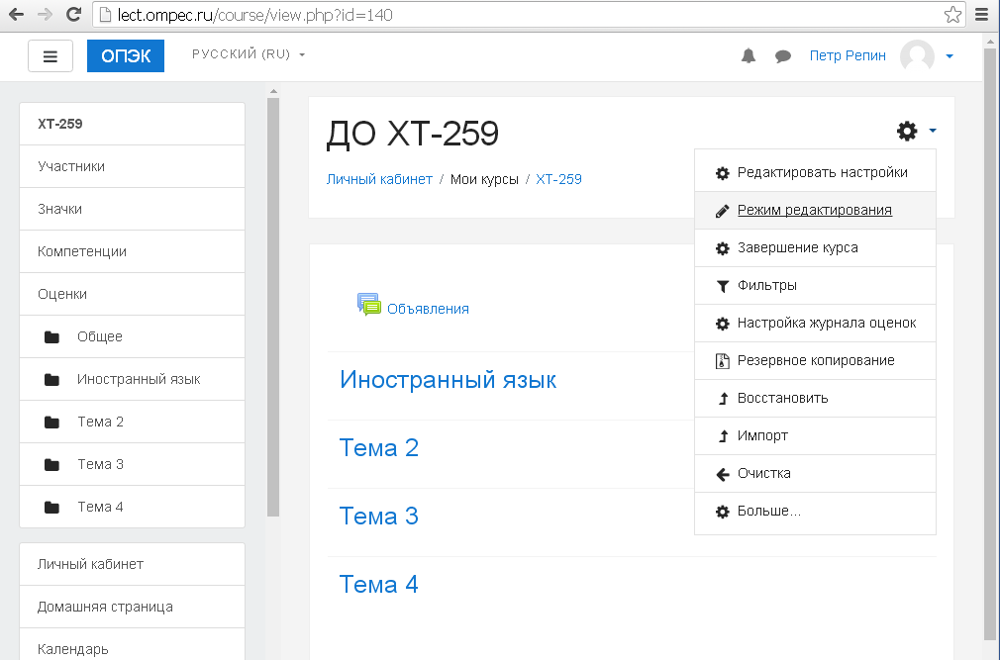 lect.ompec.ru/course/view.php?id=140
ОПЭК
РУССКИЙ (RU)
Петр Репин
ХТ-259
Участники
Значки
Компетенции
Оценки
Общее
Иностранный язык
Тема 2
Тема 3
Тема 4
Личный кабинет
Домашняя страница
Календарь
ДО ХТ-259
Личный кабинет / Мои курсы / ХТ-259
Объявления
Иностранный язык
Тема 2
Тема 3
Тема 4
Редактировать настройки
Режим редактирования
Завершение курса
Фильтры
Настройка журнала оценок
Резервное копирование
Восстановить
Импорт
Очистка
Больше...